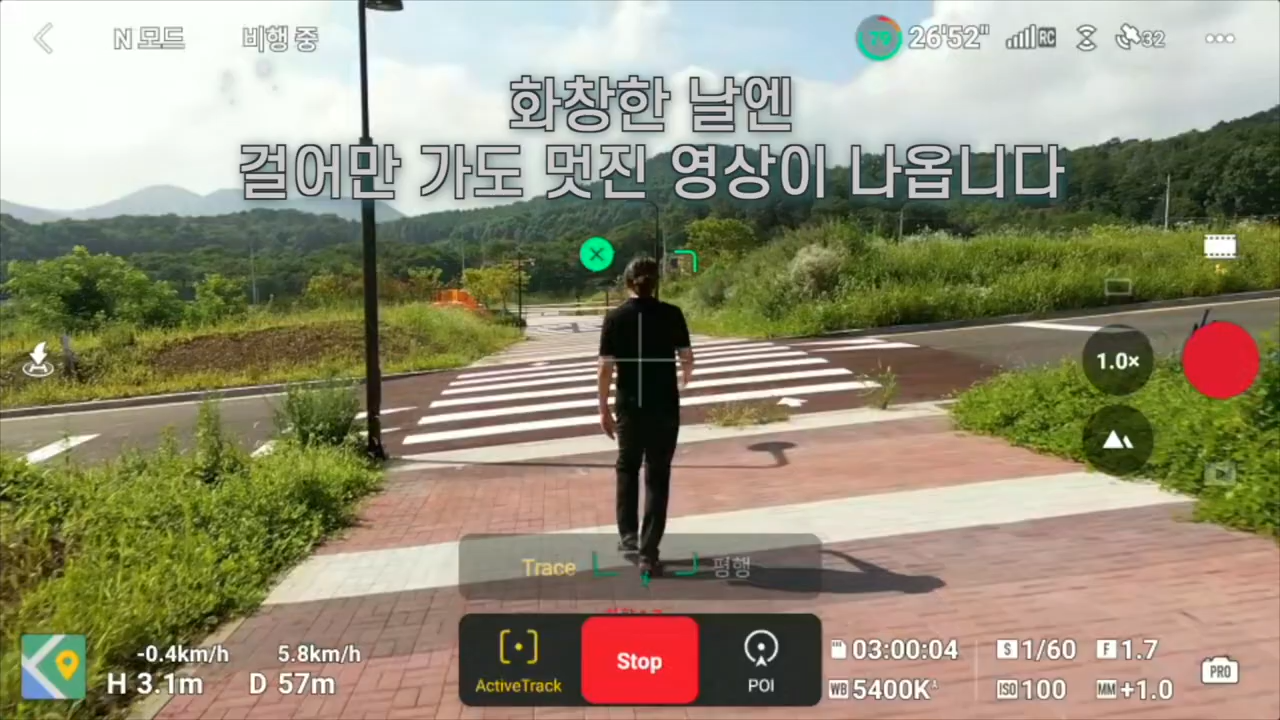 N 모드
비행 중
79
26'52"
RC
32
화창한 날엔
걸어만 가도 멋진 영상이 나옵니다
1.0×
Trace
평행
ActiveTrack
Stop
POI
-0.4km/h 5.8km/h
H 3.1m D 57m
03:00:04
S 1/60
F 1.7
WB 5400K
ISO 100
MM +1.0
PRO